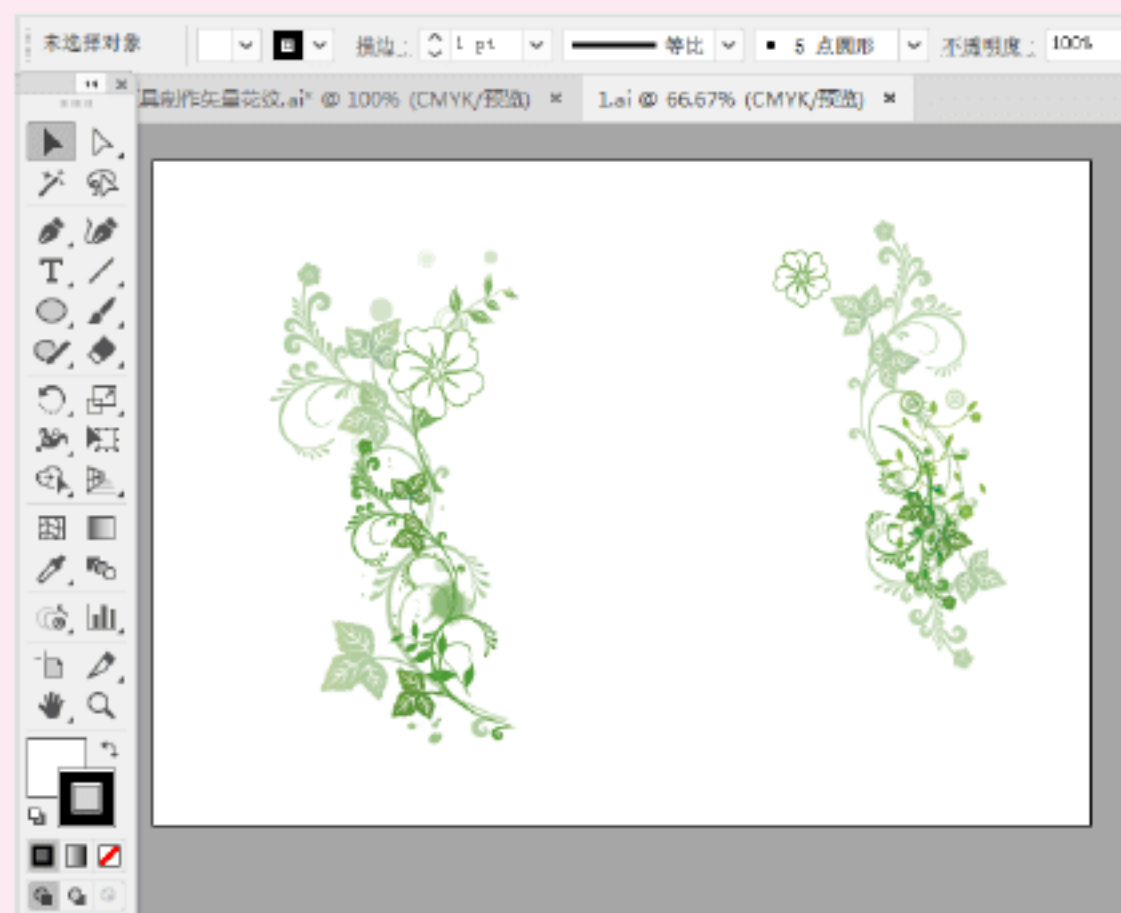 未选择对象 描边： 1 pt 等比 5 点圆形 不透明度： 100%
具制作矢量花纹.ai* @ 100% (CMYK/预览) × 1.ai @ 66.67% (CMYK/预览) ×